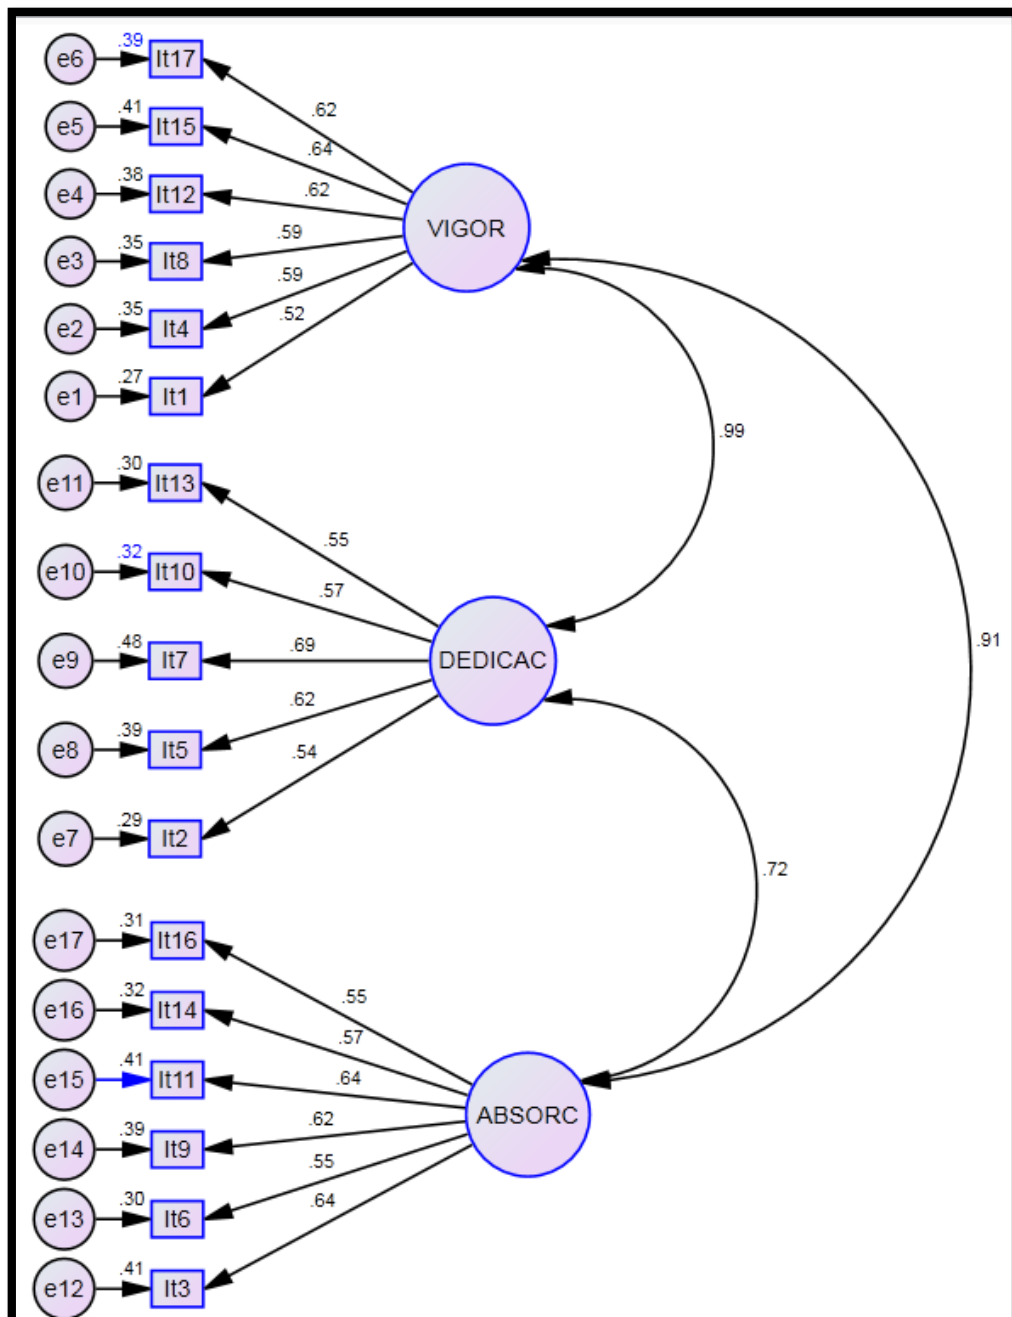 e6 .39 It17
.62
e5 .41 It15
.64
e4 .38 It12
.62
VIGOR
e3 .35 It8
.59
e2 .35 It4
.59
e1 .27 It1
.52
.99
e11 .30 It13
.55
e10 .32 It10
.57
e9 .48 It7
.69
DEDICAC
.91
e8 .39 It5
.62
e7 .29 It2
.54
.72
e17 .31 It16
.55
e16 .32 It14
.57
e15 .41 It11
.64
ABSORC
e14 .39 It9
.62
e13 .30 It6
.55
e12 .41 It3
.64